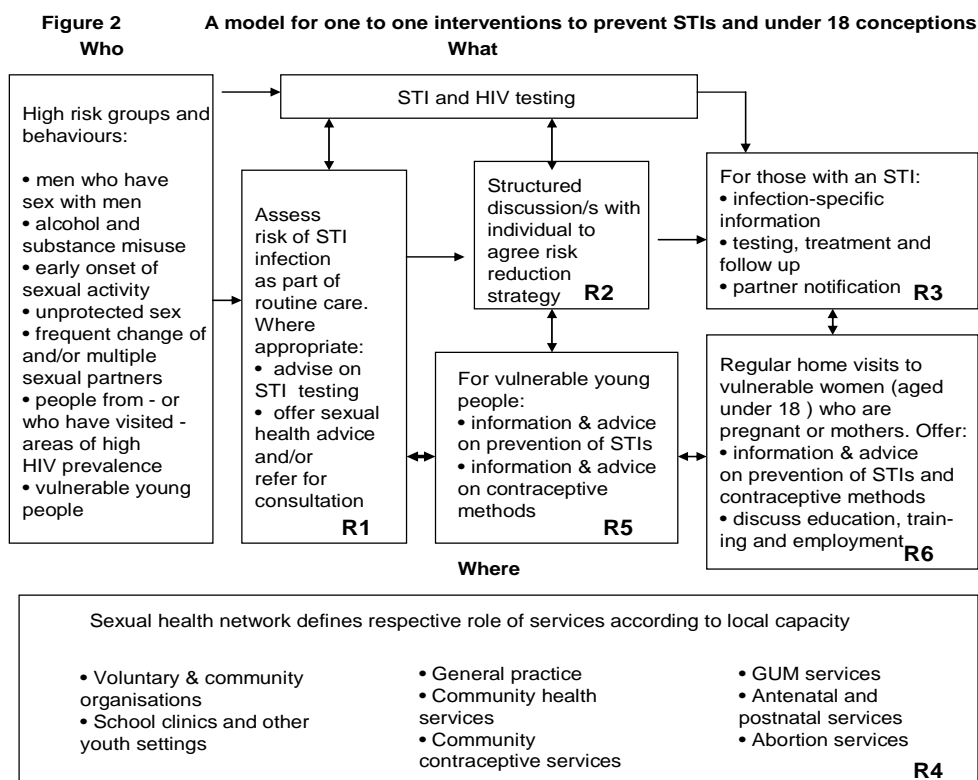 Figure 2
A model for one to one interventions to prevent STIs and under 18 conceptions
Who
What
High risk groups and
behaviours:
• men who have
sex with men
• alcohol and
substance misuse
• early onset of
sexual activity
• unprotected sex
• frequent change of
and/or multiple
sexual partners
• people from - or
who have visited -
areas of high
HIV prevalence
• vulnerable young
people
STI and HIV testing
Assess
risk of STI
infection
as part of
routine care.
Where
appropriate:
• advise on
STI testing
• offer sexual
health advice
and/or
refer for
consultation
R1
Structured
discussion/s with
individual to
agree risk
reduction
strategy
R2
For those with an STI:
• infection-specific
information
• testing, treatment and
follow up
• partner notification
R3
For vulnerable young
people:
• information & advice
on prevention of STIs
• information & advice
on contraceptive
methods
R5
Regular home visits to
vulnerable women (aged
under 18 ) who are
pregnant or mothers. Offer:
• information & advice
on prevention of STIs and
contraceptive methods
• discuss education, train-
ing and employment
R6
Where
Sexual health network defines respective role of services according to local capacity
• Voluntary & community
organisations
• School clinics and other
youth settings
• General practice
• Community health
services
• Community
contraceptive services
• GUM services
• Antenatal and
postnatal services
• Abortion services
R4